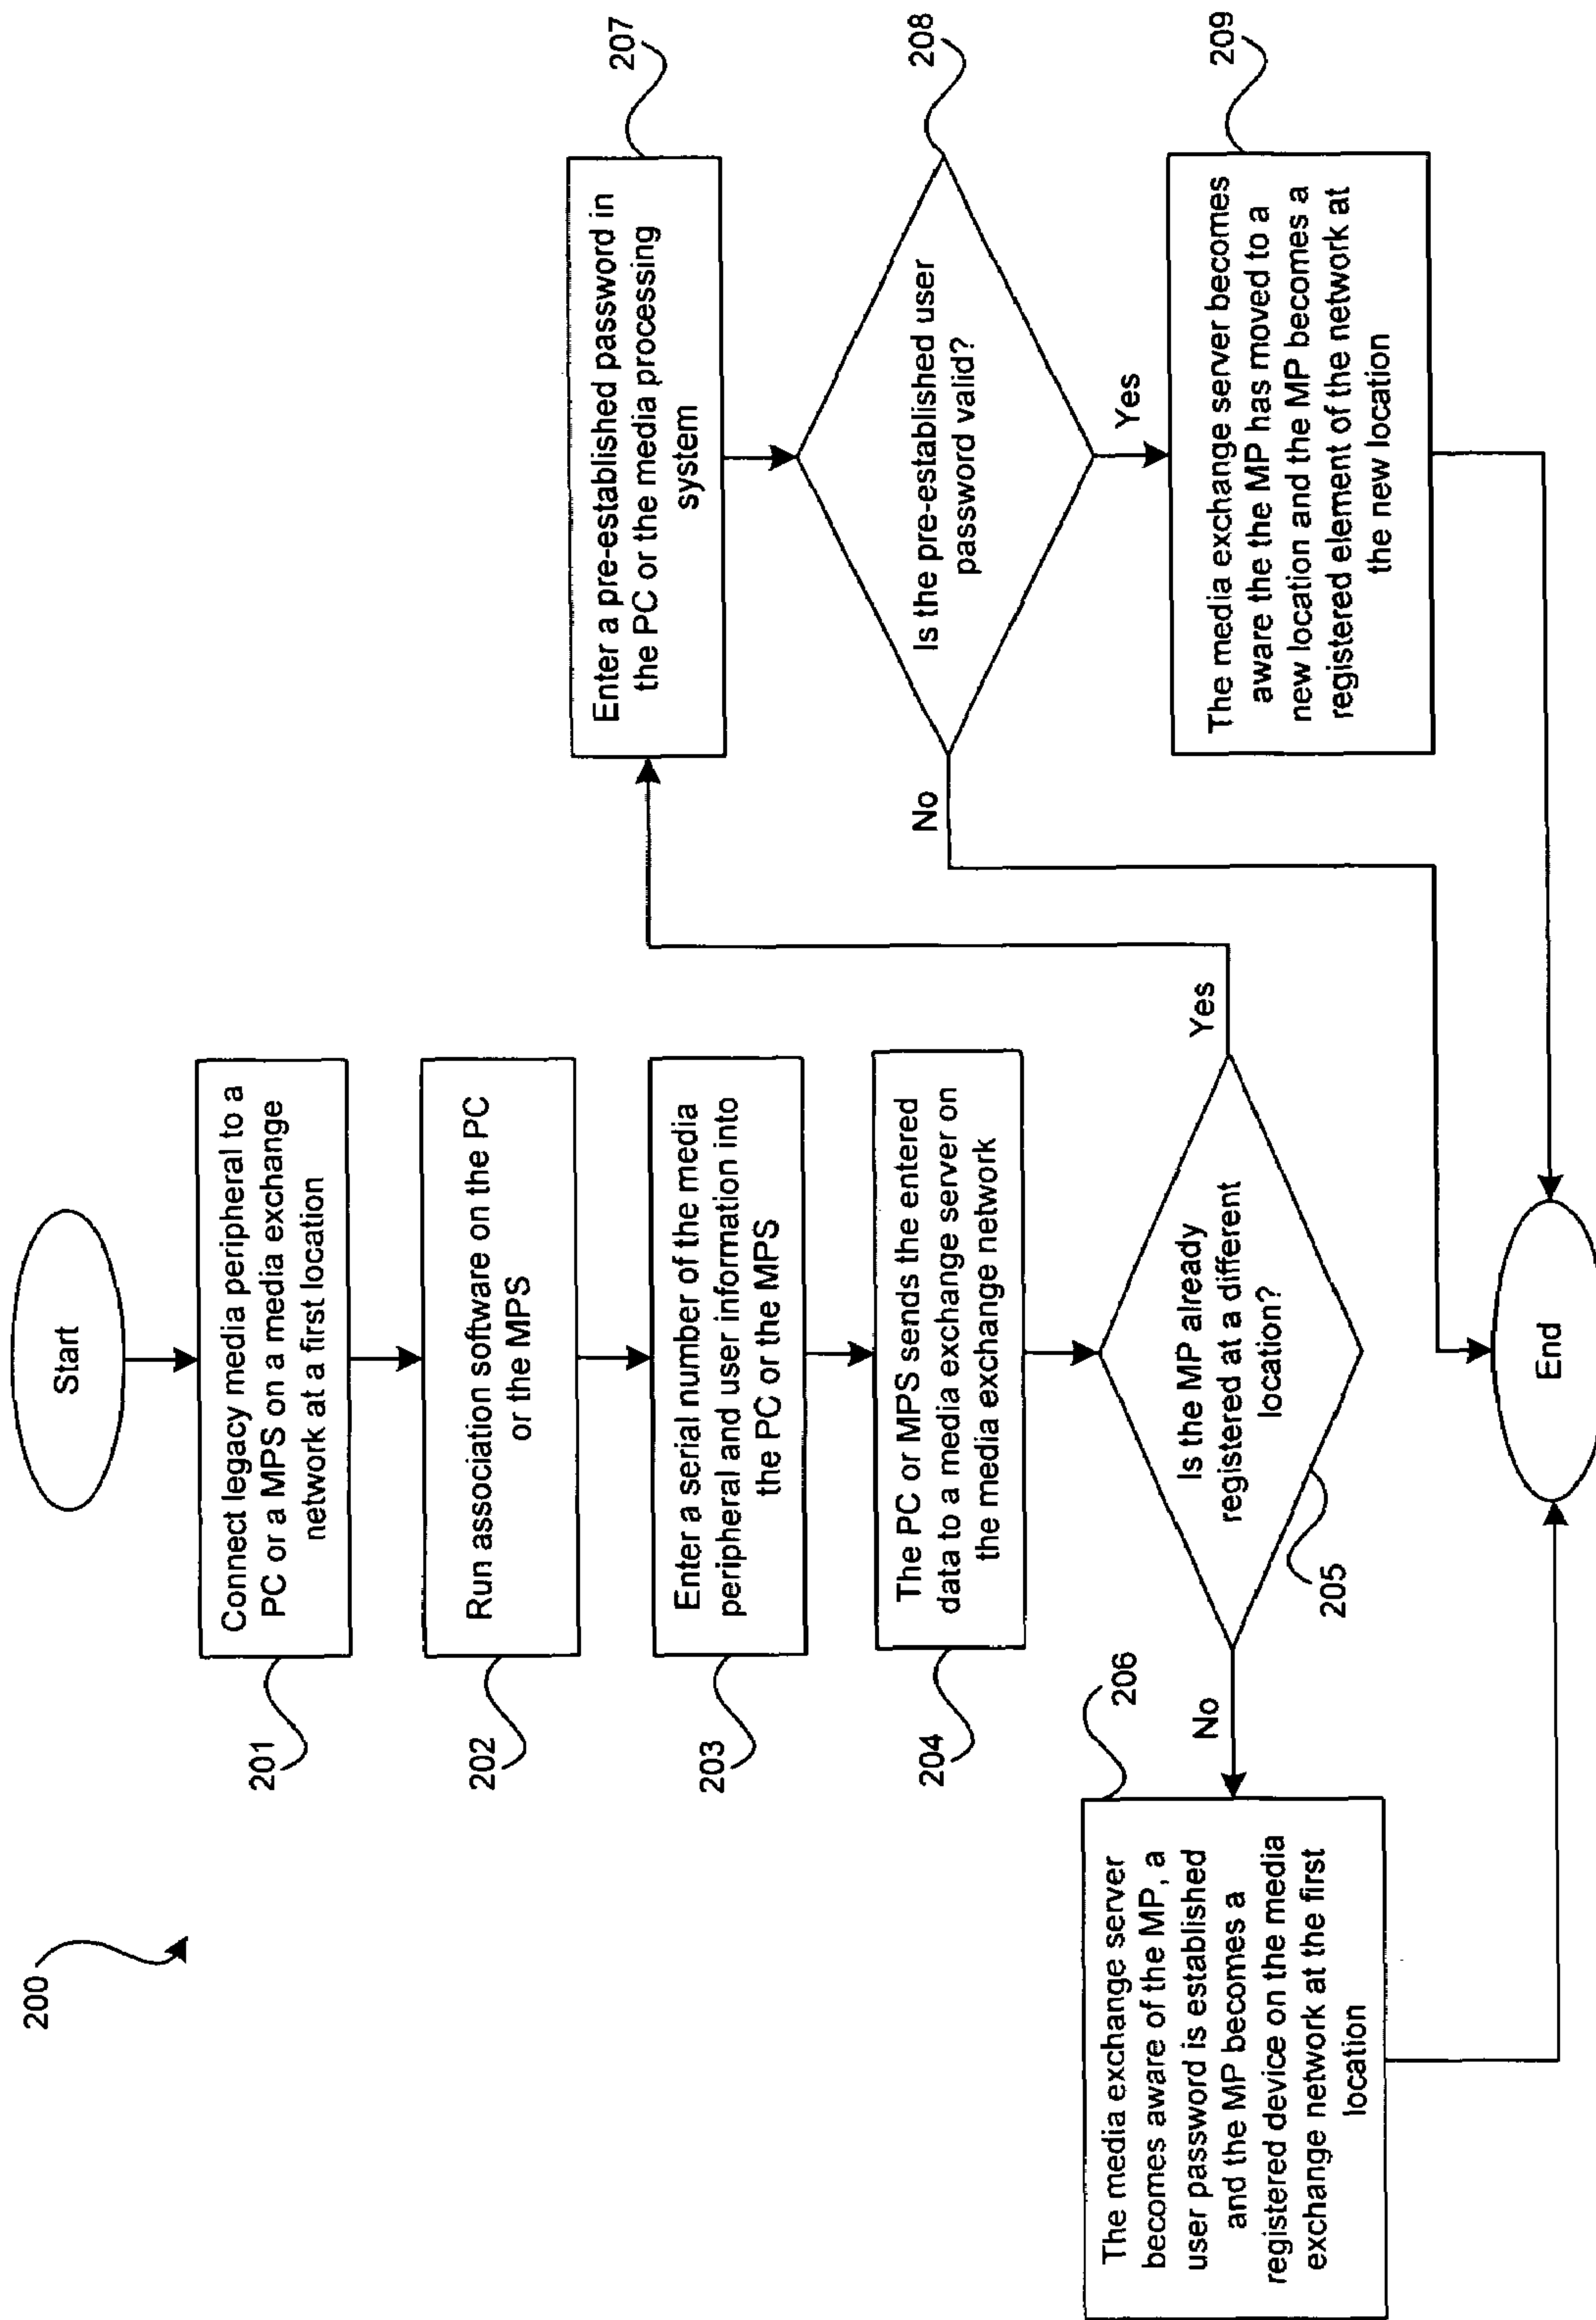 200
Start
Connect legacy media peripheral to a
PC or a MPS on a media exchange
network at a first location
201
Run association software on the PC
or the MPS
202
Enter a serial number of the media
peripheral and user information into
the PC or the MPS
203
The PC or MPS sends the entered
data to a media exchange server on
the media exchange network
204
Is the MP already
registered at a different
location?
205
No
Yes
The media exchange server
becomes aware of the MP, a
user password is established
and the MP becomes a
registered device on the media
exchange network at the first
location
206
Enter a pre-established password in
the PC or the media processing
system
207
Is the pre-established user
password valid?
208
No
Yes
The media exchange server becomes
aware the the MP has moved to a
new location and the MP becomes a
registered element of the network at
the new location
209
End